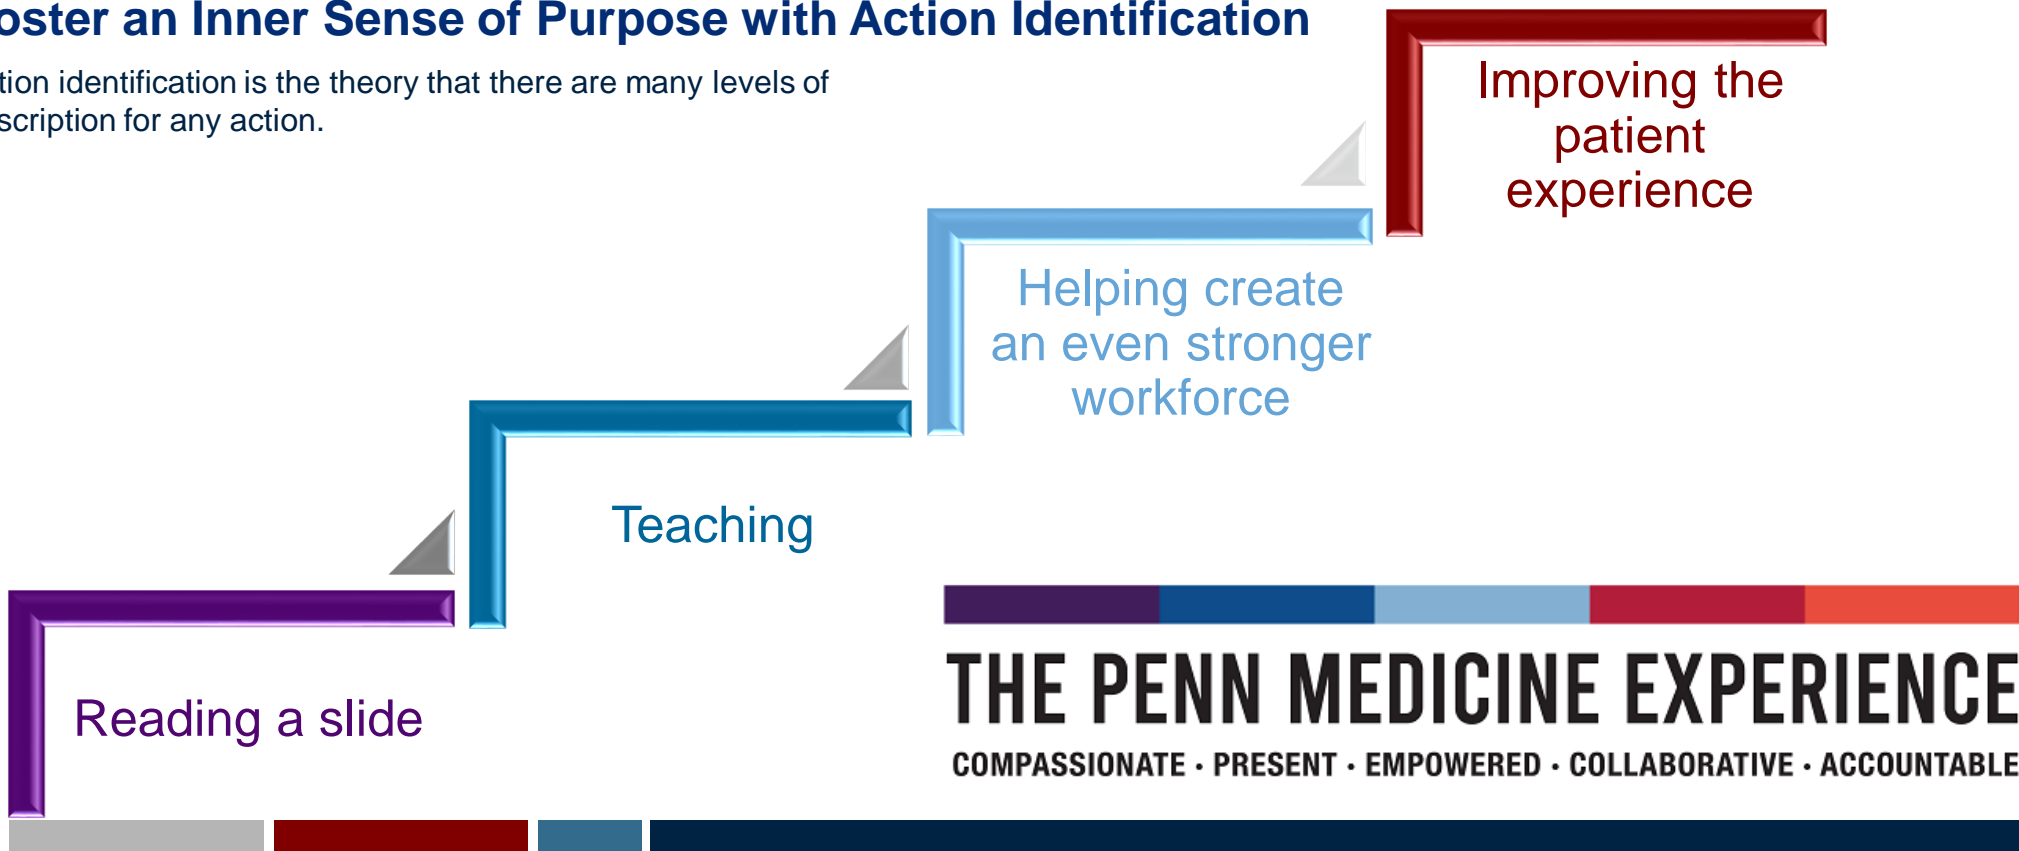 oster an Inner Sense of Purpose with Action Identification
tion identification is the theory that there are many levels of
scription for any action.
Improving the
patient
experience
Helping create
an even stronger
workforce
Teaching
Reading a slide
THE PENN MEDICINE EXPERIENCE
COMPASSIONATE · PRESENT · EMPOWERED · COLLABORATIVE · ACCOUNTABLE